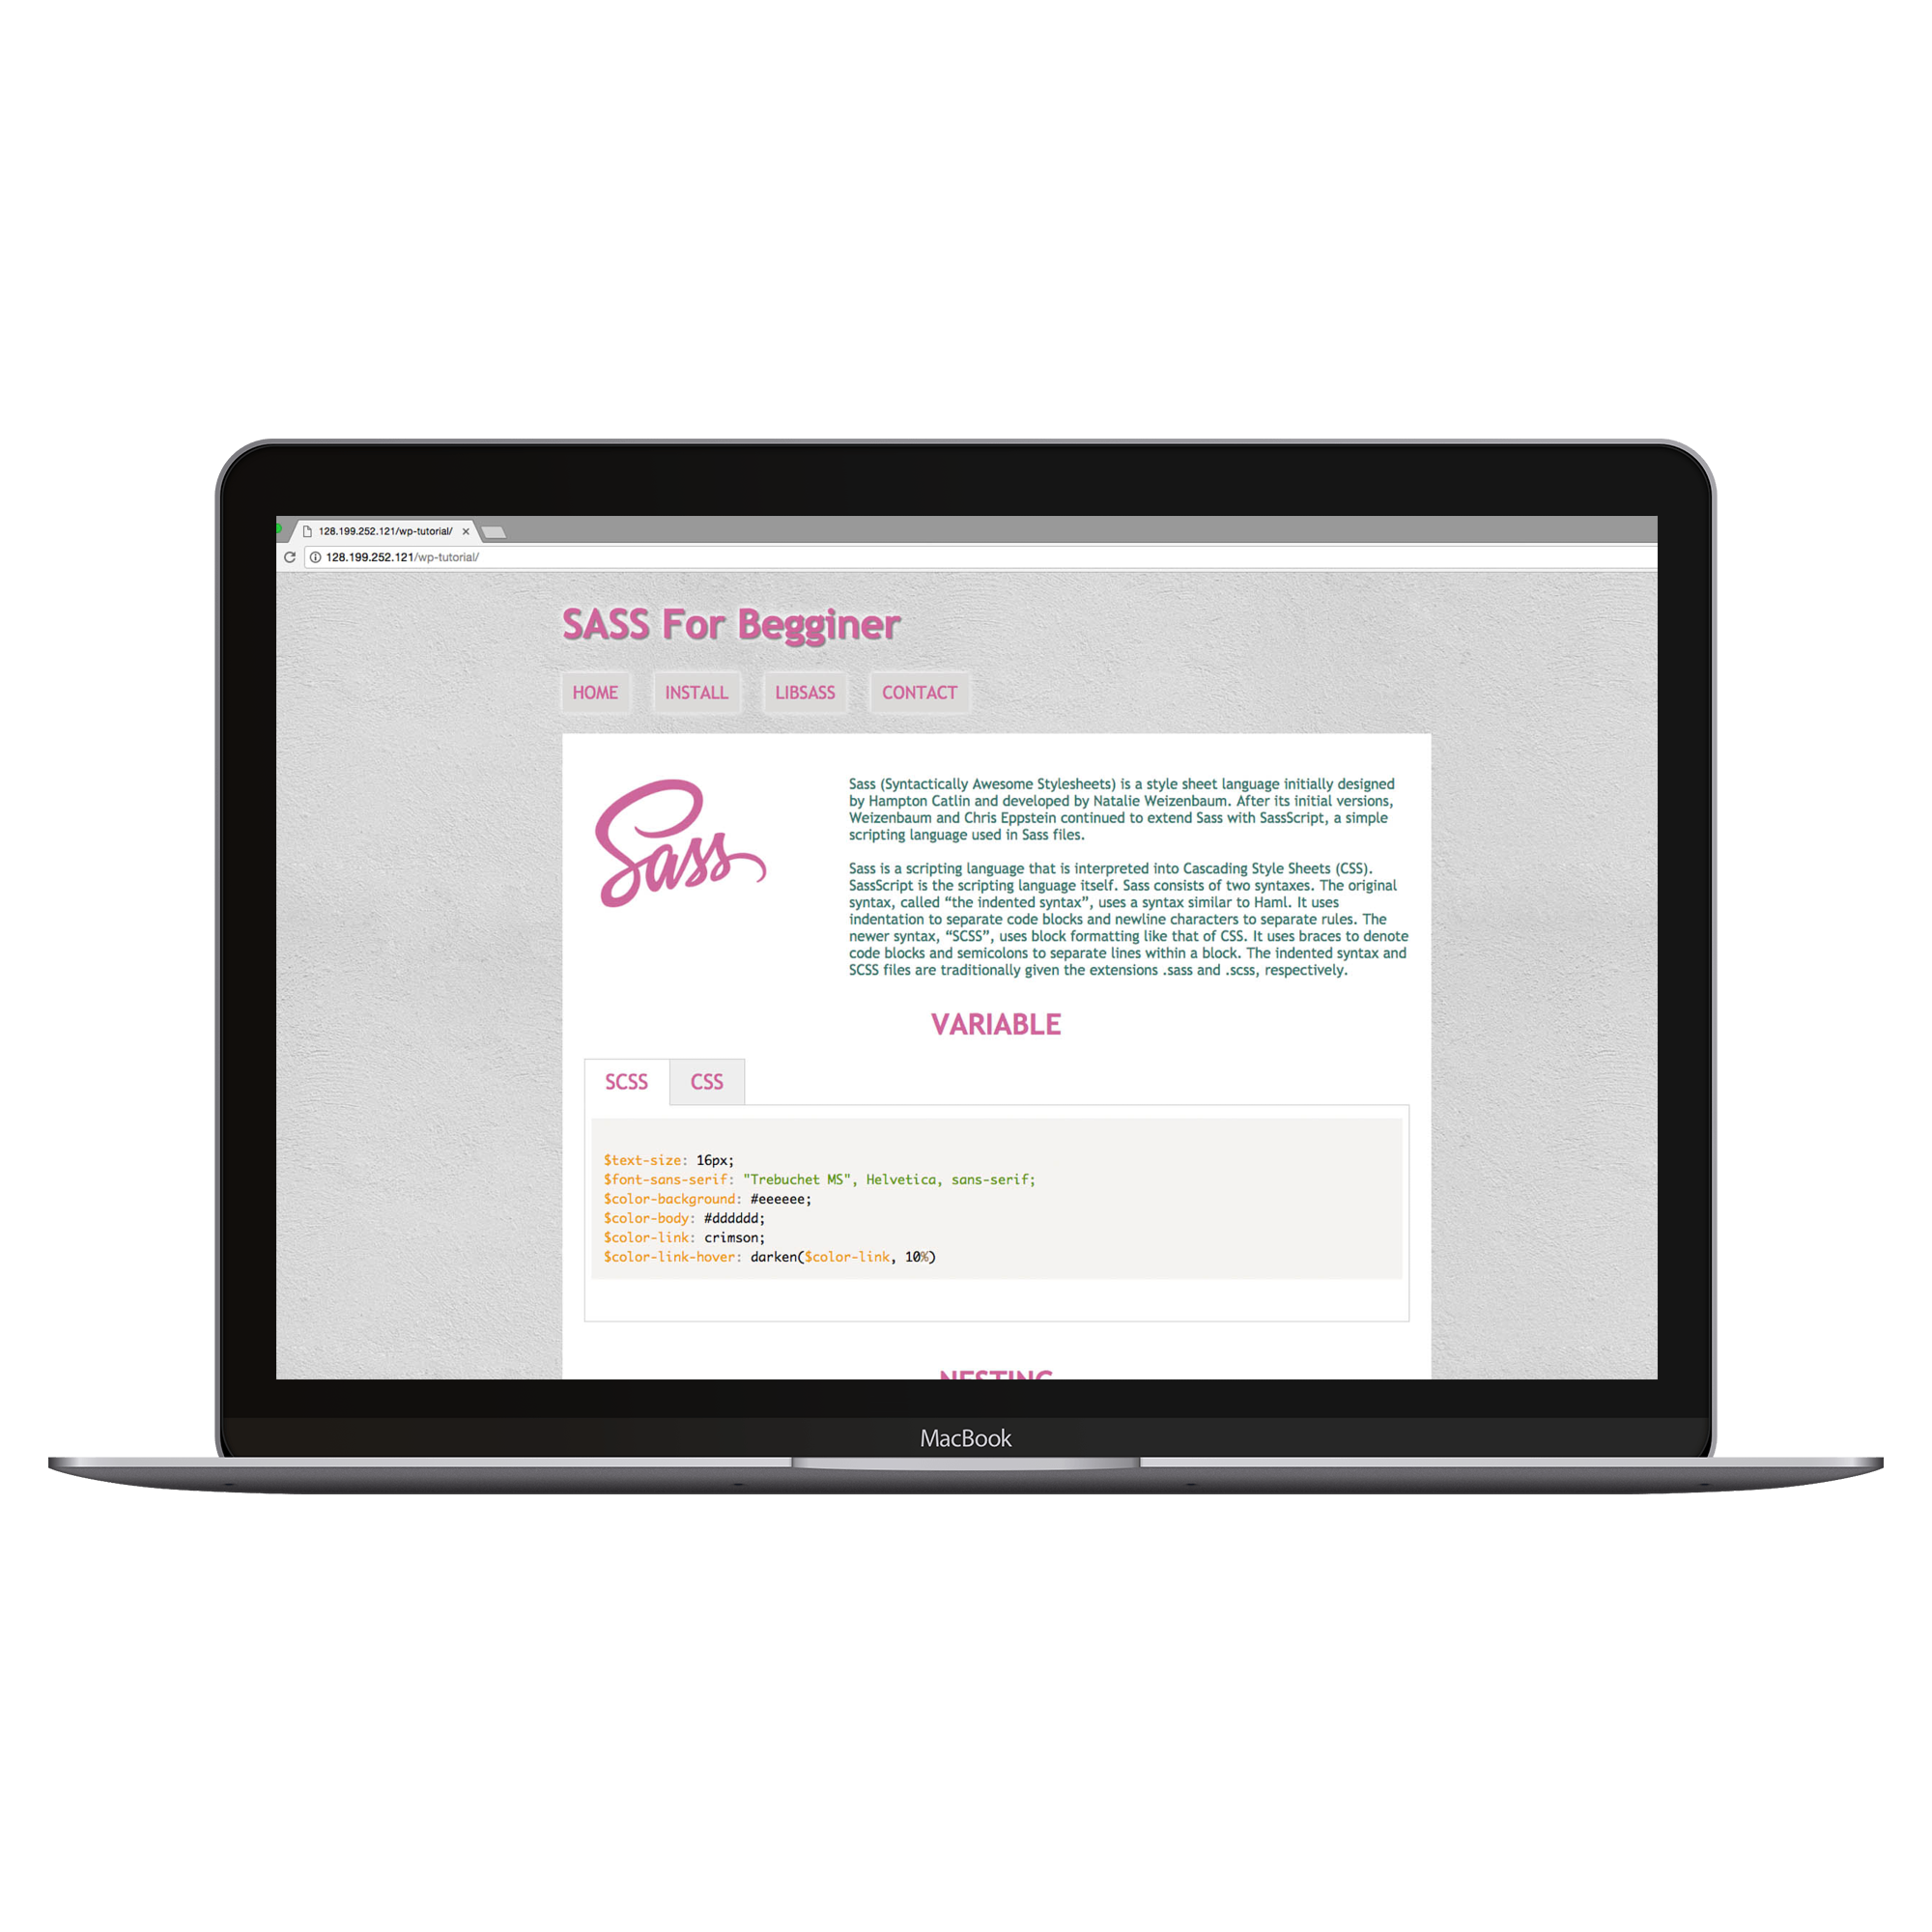 128.199.252.121/wp-tutorial/
128.199.252.121/wp-tutorial/
SASS For Begginer
HOME INSTALL LIBSASS CONTACT
Sass
Sass (Syntactically Awesome Stylesheets) is a style sheet language initially designed
by Hampton Catlin and developed by Natalie Weizenbaum. After its initial versions,
Weizenbaum and Chris Eppstein continued to extend Sass with SassScript, a simple
scripting language used in Sass files.
Sass is a scripting language that is interpreted into Cascading Style Sheets (CSS).
SassScript is the scripting language itself. Sass consists of two syntaxes. The original
syntax, called “the indented syntax”, uses a syntax similar to Haml. It uses
indentation to separate code blocks and newline characters to separate rules. The
newer syntax, “SCSS”, uses block formatting like that of CSS. It uses braces to denote
code blocks and semicolons to separate lines within a block. The indented syntax and
SCSS files are traditionally given the extensions .sass and .scss, respectively.
VARIABLE
SCSS CSS
$text-size: 16px;
$font-sans-serif: "Trebuchet MS", Helvetica, sans-serif;
$color-background: #eeeeee;
$color-body: #dddddd;
$color-link: crimson;
$color-link-hover: darken($color-link, 10%)
NESTING
MacBook